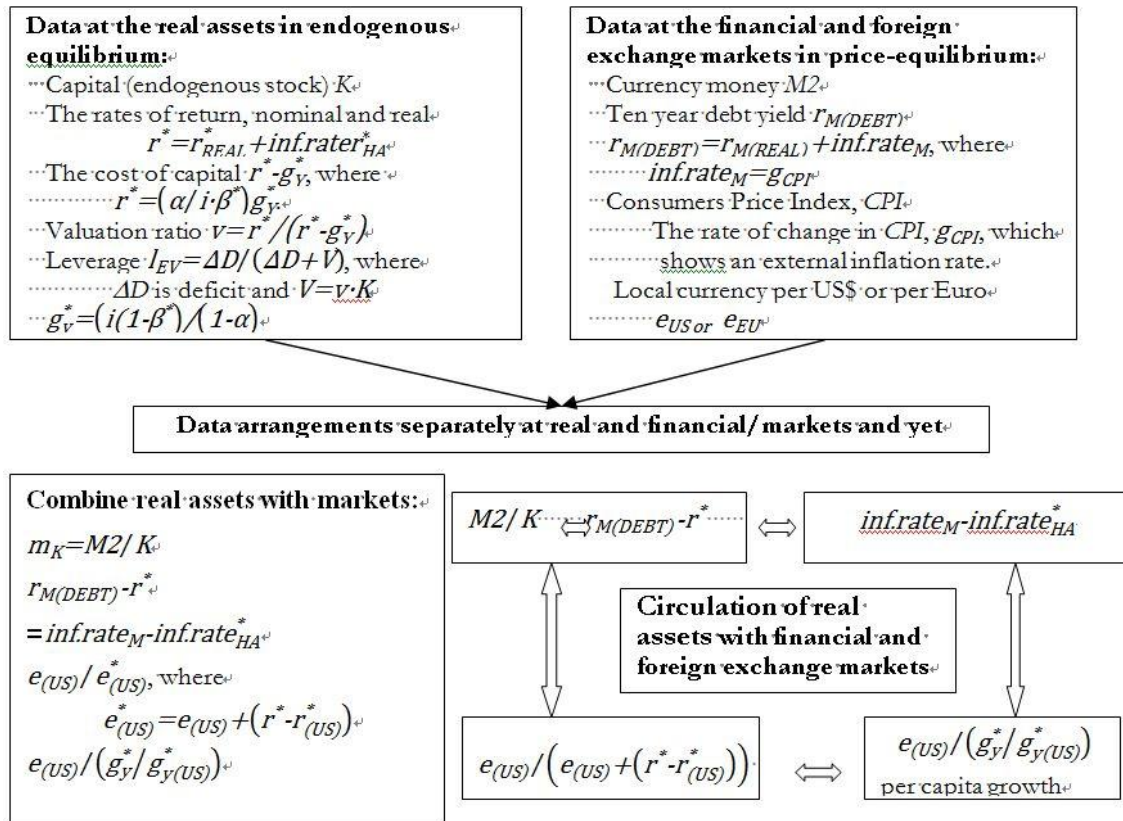 Data at the real assets in endogenous
equilibrium:
Capital (endogenous stock) K
The rates of return, nominal and real
r*=r*REAL+inf.rater*HA
The cost of capital r*-g*Y, where
r*=(α/i·β*)g*Y.
Valuation ratio v=r*/(r*-g*Y)
Leverage lEV=ΔD/(ΔD+V), where
ΔD is deficit and V=v·K
g*v=(i(1-β*)/(1-α)
Data at the financial and foreign
exchange markets in price-equilibrium:
Currency money M2
Ten year debt yield rM(DEBT)
rM(DEBT)=rM(REAL)+inf.rateM, where
inf.rateM=gCPI
Consumers Price Index, CPI
The rate of change in CPI, gCPI, which
shows an external inflation rate.
Local currency per US$ or per Euro
eUS or eEU
Data arrangements separately at real and financial/markets and yet
Combine real assets with markets:
mK=M2/K
rM(DEBT)-r*
=inf.rateM-inf.rate*HA
e(US)/e*(US), where
e*(US)=e(US)+(r*-r*(US))
e(US)/(g*y/g*y(US))
M2/K ⇔ rM(DEBT)-r* ⇔ inf.rateM-inf.rate*HA
Circulation of real
assets with financial and
foreign exchange markets
e(US)/(e(US)+(r*-r*(US))) ⇔ e(US)/(g*y/g*y(US))
per capita growth